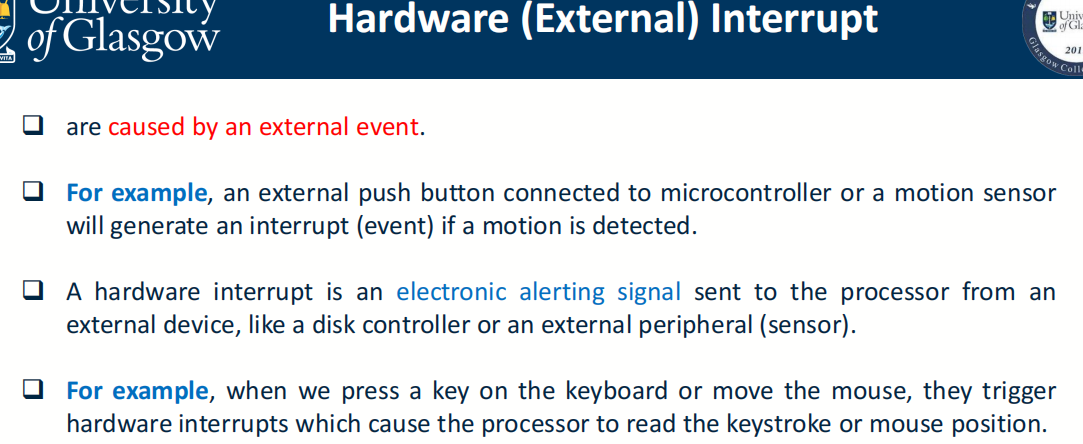 University
of Glasgow
VITA
Hardware (External) Interrupt
Glasgow
201
❑ are caused by an external event.
❑ For example, an external push button connected to microcontroller or a motion sensor
will generate an interrupt (event) if a motion is detected.
❑ A hardware interrupt is an electronic alerting signal sent to the processor from an
external device, like a disk controller or an external peripheral (sensor).
❑ For example, when we press a key on the keyboard or move the mouse, they trigger
hardware interrupts which cause the processor to read the keystroke or mouse position.